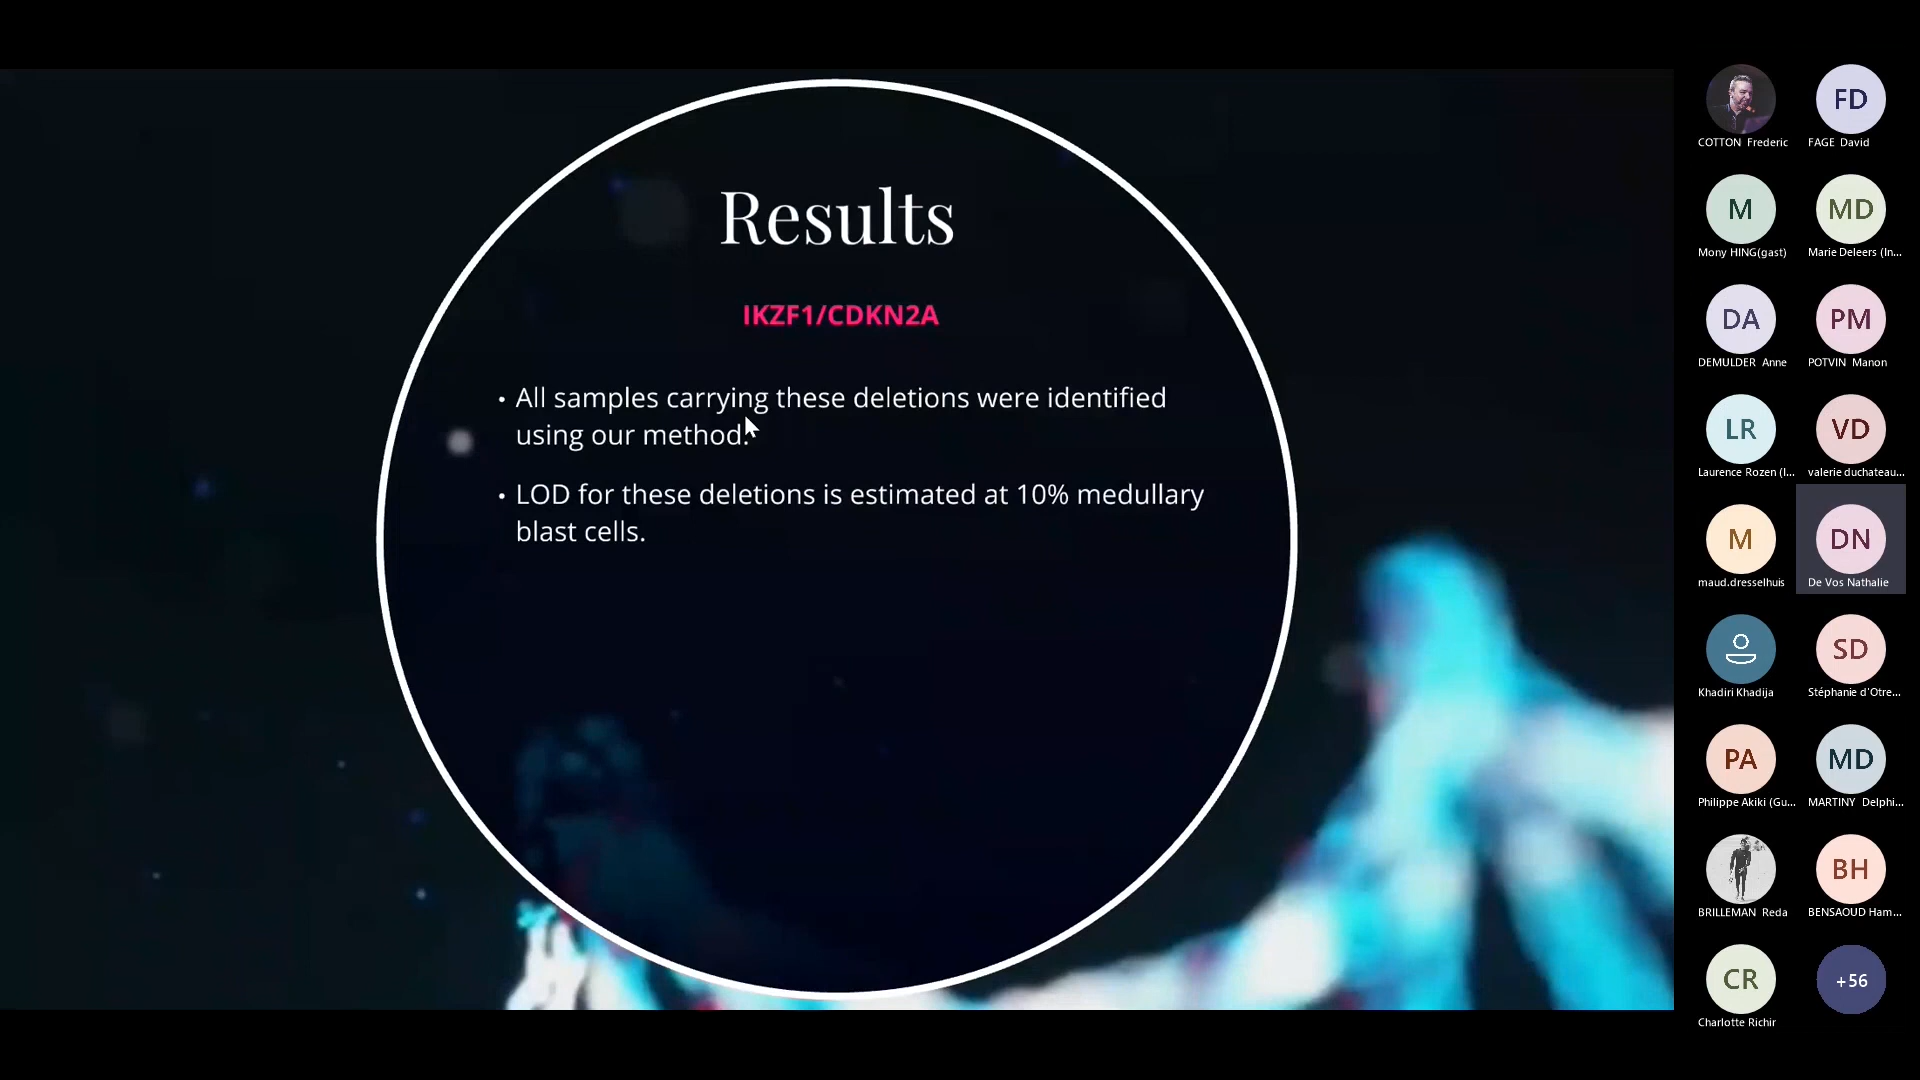 Results
IKZF1/CDKN2A
• All samples carrying these deletions were identified
using our method.
• LOD for these deletions is estimated at 10% medullary
blast cells.
COTTON Frederic
FD
FAGE David
M
Mony HING(gast)
MD
Marie Deleers (In...
DA
DEMULDER Anne
PM
POTVIN Manon
LR
Laurence Rozen (I...
VD
valerie duchateau...
M
maud.dresselhuis
DN
De Vos Nathalie
Khadiri Khadija
SD
Stéphanie d'Otre...
PA
Philippe Akiki (Gu...
MD
MARTINY Delphi...
BRILLEMAN Reda
BH
BENSAOUD Ham...
CR
Charlotte Richir
+56